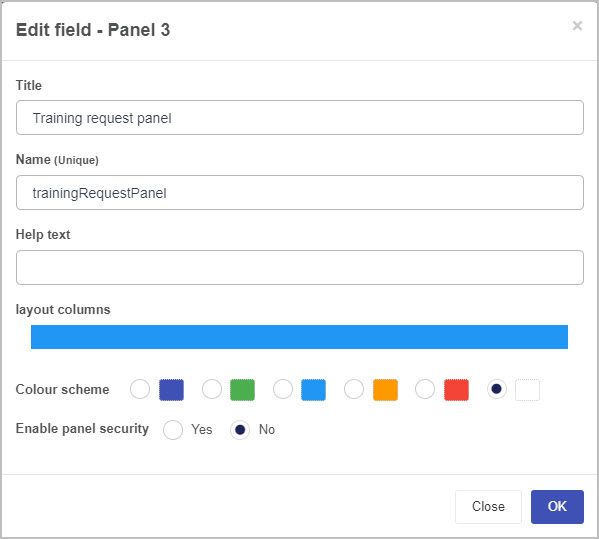 Edit field - Panel 3
×
Title
Training request panel
Name (Unique)
trainingRequestPanel
Help text
layout columns
Colour scheme
Enable panel security Yes No
Close OK